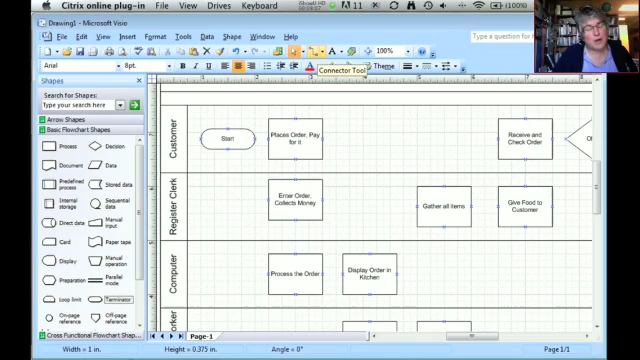 Citrix online plug-in File View Devices Keyboard
iShowU HD
11
Drawing1 - Microsoft Visio
File Edit View Insert Format Tools Data Shape Window Help
Type a question for
100%
Arial 8pt. Theme
Connector Tool
Shapes
Search for Shapes:
Type your search here
Arrow Shapes
Basic Flowchart Shapes
Process Decision
Document Data
Predefined process Stored data
Internal storage Sequential data
Direct data Manual input
Card Paper tape
Display Manual operation
Preparation Parallel mode
Loop limit Terminator
On-page reference Off-page reference
Cross Functional Flowchart Shap
Customer
Start
Places Order, Pay
for it
Receive and
Check Order
Register Clerk
Enter Order,
Collects Money
Gather all items
Give Food to
Customer
Computer
Process the Order
Display Order in
Kitchen
Page-1
Width = 1 in. Height = 0.375 in. Angle = 0° Page 1/1